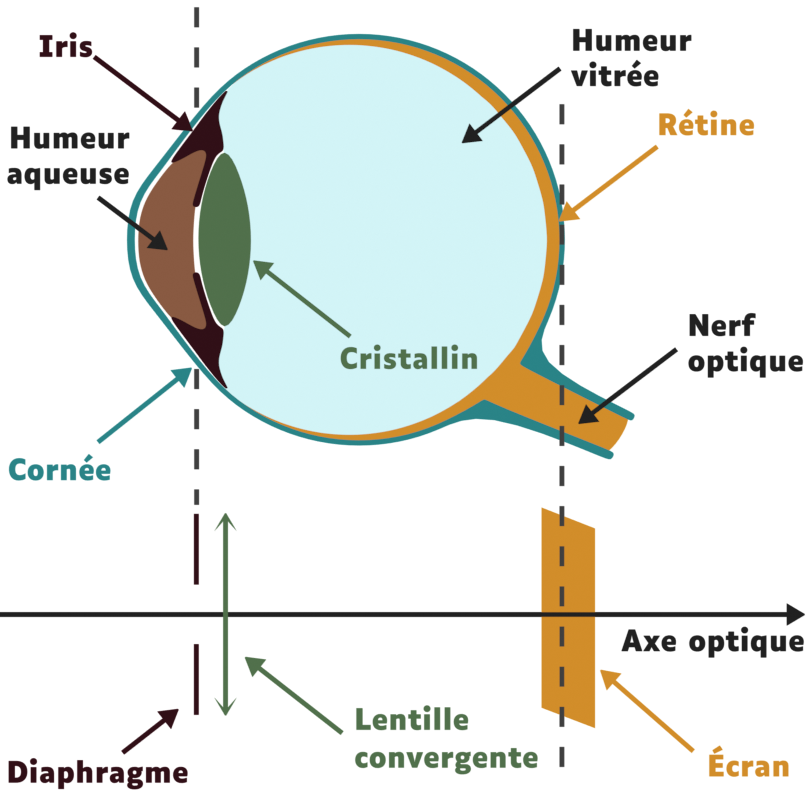 Iris
Humeur
vitrée
Rétine
Humeur
aqueuse
Nerf
optique
Cristallin
Cornée
Axe optique
Lentille
convergente
Diaphragme
Écran